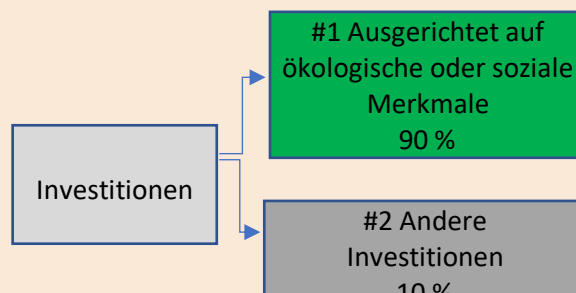 #1 Ausgerichtet auf
ökologische oder soziale
Merkmale
90 %
Investitionen
#2 Andere
Investitionen
10 %